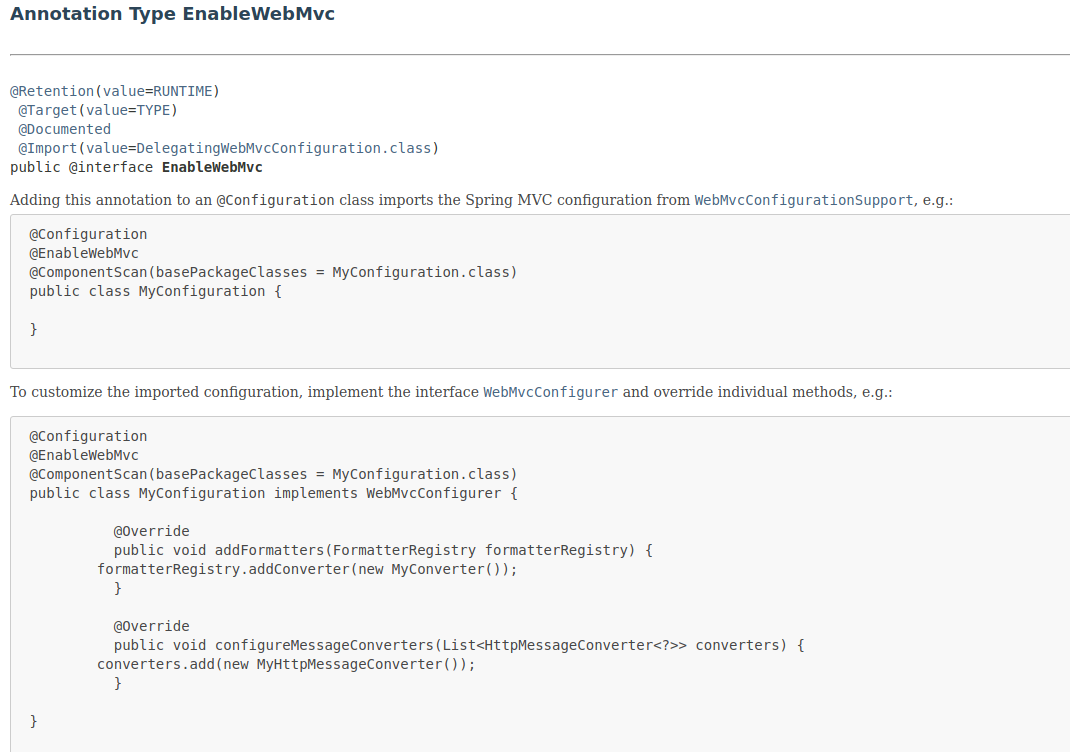 Annotation Type EnableWebMvc
@Retention(value=RUNTIME)
@Target(value=TYPE)
@Documented
@Import(value=DelegatingWebMvcConfiguration.class)
public @interface EnableWebMvc
Adding this annotation to an @Configuration class imports the Spring MVC configuration from WebMvcConfigurationSupport, e.g.:
@Configuration
@EnableWebMvc
@ComponentScan(basePackageClasses = MyConfiguration.class)
public class MyConfiguration {
}
To customize the imported configuration, implement the interface WebMvcConfigurer and override individual methods, e.g.:
@Configuration
@EnableWebMvc
@ComponentScan(basePackageClasses = MyConfiguration.class)
public class MyConfiguration implements WebMvcConfigurer {
@Override
public void addFormatters(FormatterRegistry formatterRegistry) {
formatterRegistry.addConverter(new MyConverter());
}
@Override
public void configureMessageConverters(List<HttpMessageConverter<?>> converters) {
converters.add(new MyHttpMessageConverter());
}
}